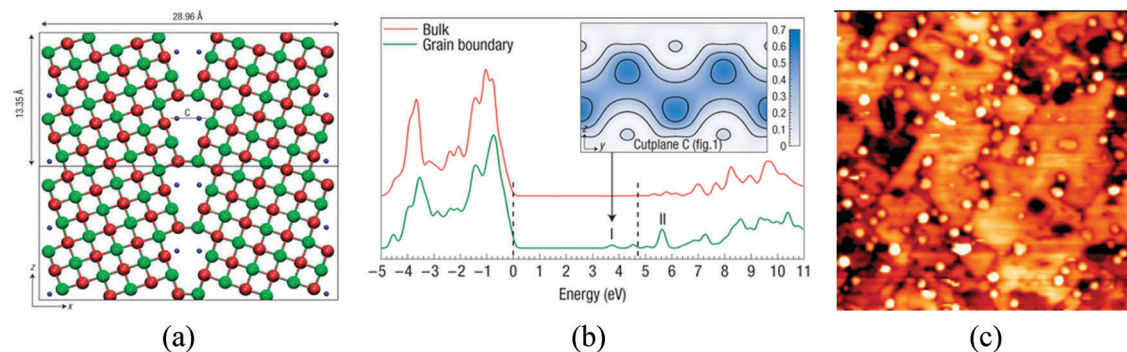 28.96 Å
13.35 Å
C
z
x
Bulk
Grain boundary
0.7
0.6
0.5
0.4
0.3
0.2
0.1
0
z
y
Cutplane C (fig.1)
I
II
−5 −4 −3 −2 −1 0 1 2 3 4 5 6 7 8 9 10 11
Energy (eV)
(a) (b) (c)